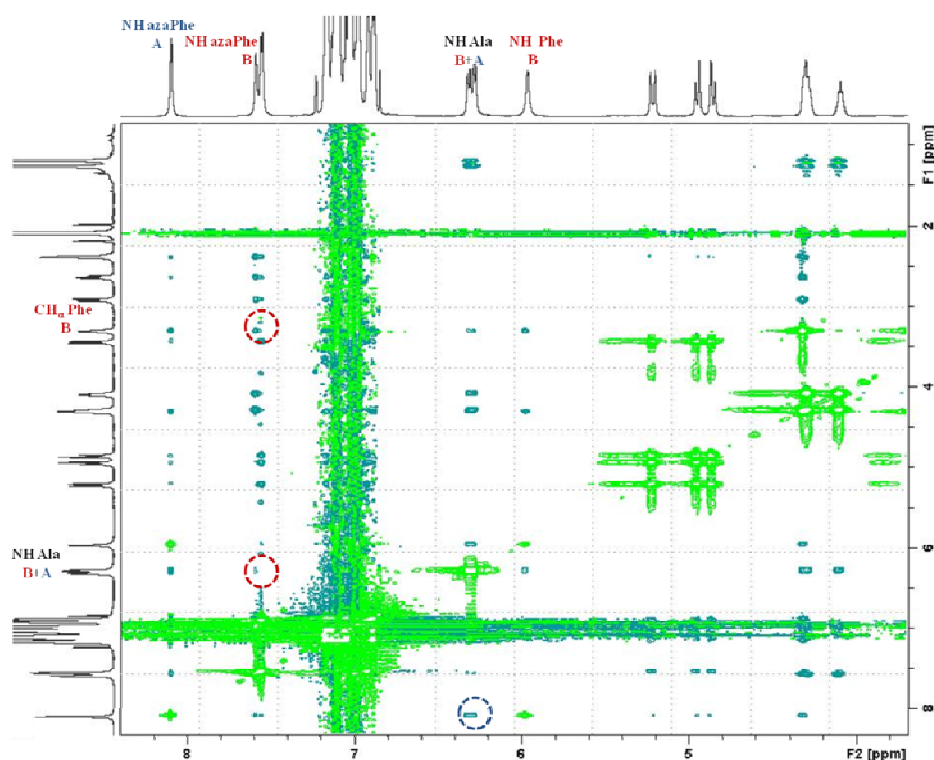 NH azaPhe
A
NH azaPhe
B
NH Ala
B+A
NH Phe
B
F1 [ppm]
2
CHα Phe
B
4
NH Ala
B+A
6
8
8
7
6
5
F2 [ppm]